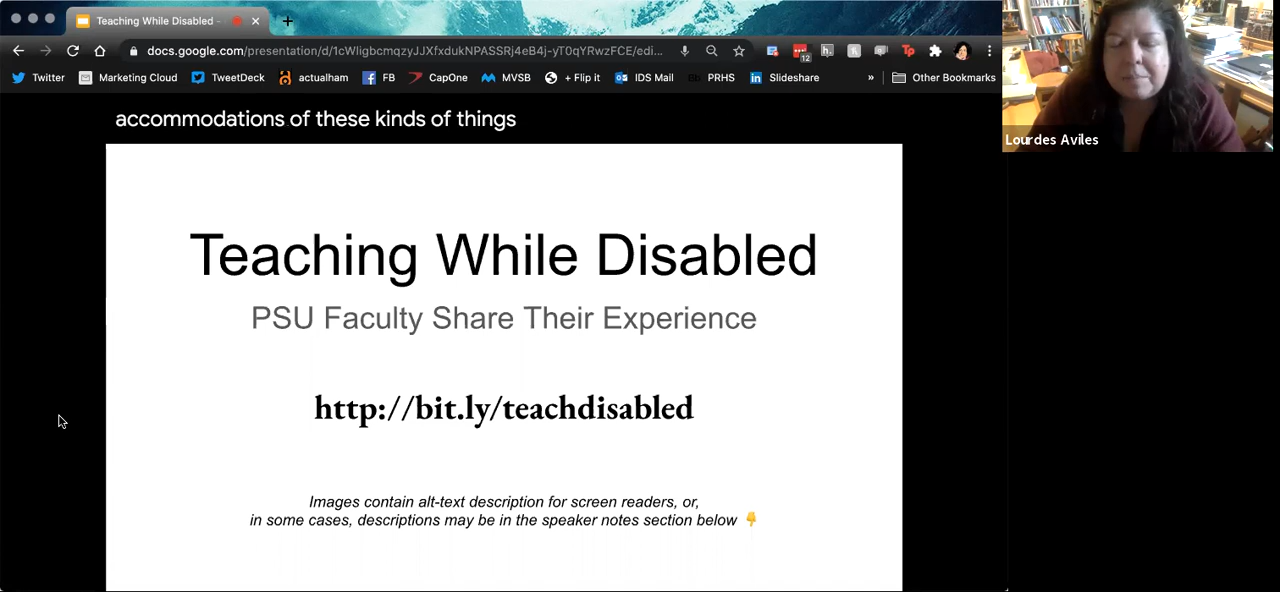 Teaching While Disabled -
docs.google.com/presentation/d/1cWligbcmqzyJJXfxdukNPASSRj4eB4j-yT0qYRwzFCE/edi...
12
h.
Tp
Twitter
Marketing Cloud
TweetDeck
actualham
FB
CapOne
MVSB
+ Flip it
IDS Mail
Bb PRHS
Slideshare
»
Other Bookmarks
accommodations of these kinds of things
Lourdes Aviles
Teaching While Disabled
PSU Faculty Share Their Experience
http://bit.ly/teachdisabled
Images contain alt-text description for screen readers, or,
in some cases, descriptions may be in the speaker notes section below 👇